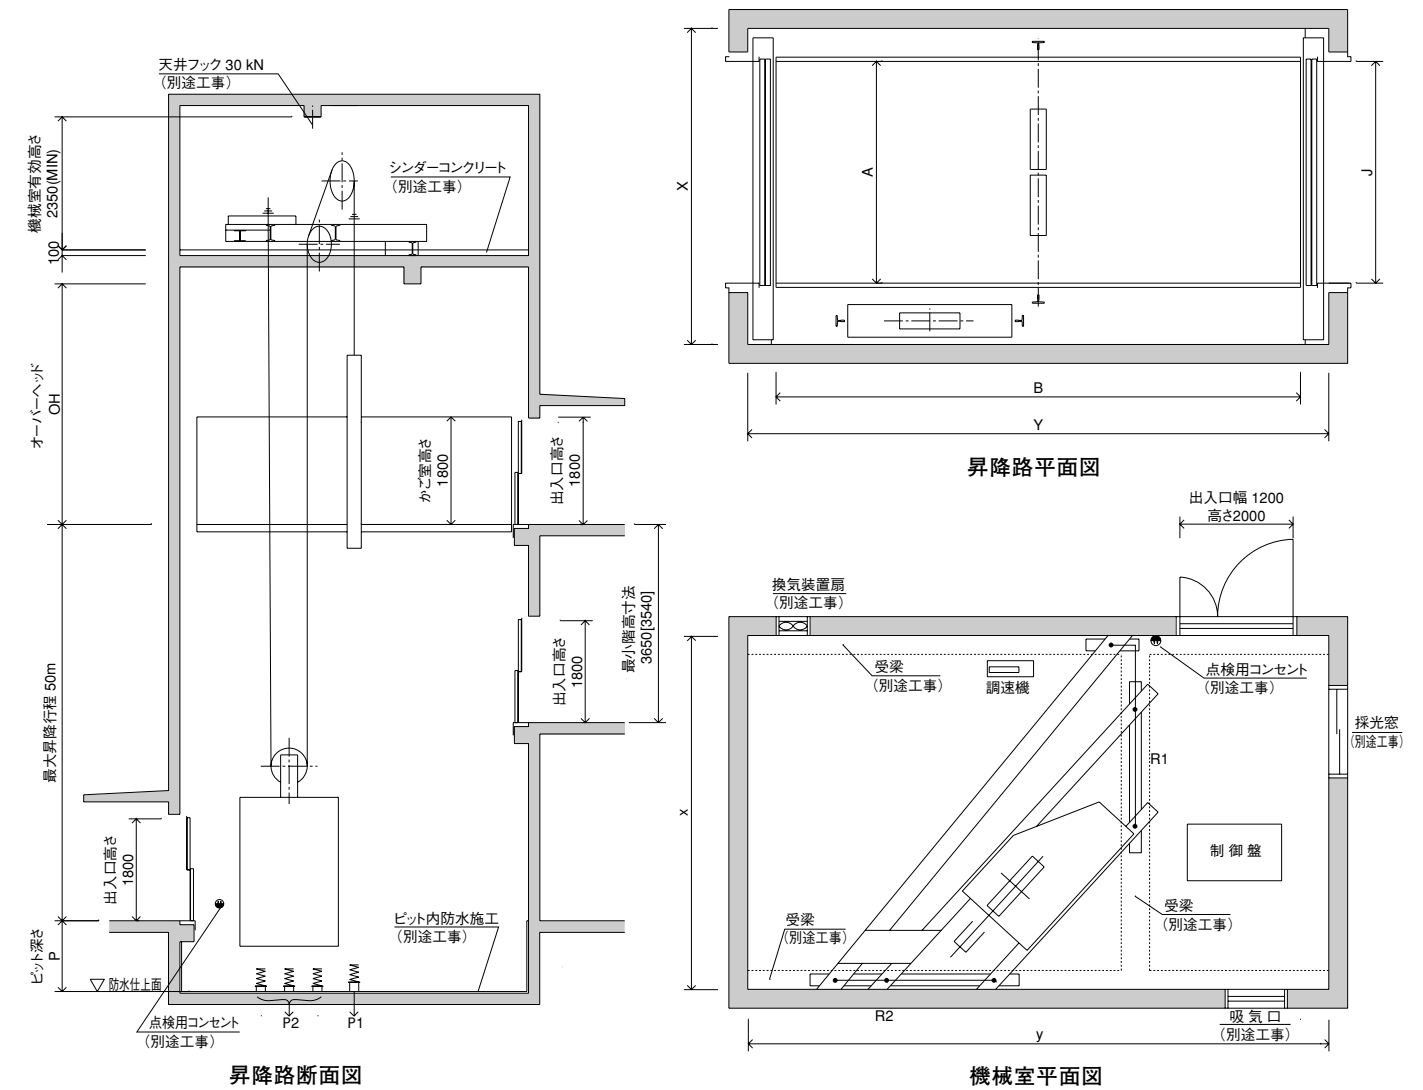 天井フック 30 kN
（別途工事）
機械室有効高さ
2350(MIN)
シンダーコンクリート
（別途工事）
100
オーバーヘッド
OH
かご室高さ
1800
出入口高さ
1800
最大昇降行程 50m
最小階高寸法
3650[3540]
出入口高さ
1800
出入口高さ
1800
ピット深さ
P
ピット内防水施工
（別途工事）
防水仕上面
点検用コンセント
（別途工事）
P2
P1
昇降路断面図
X
A
J
B
Y
昇降路平面図
出入口幅 1200
高さ2000
換気装置扇
（別途工事）
受梁
（別途工事）
調速機
点検用コンセント
（別途工事）
採光窓
（別途工事）
R1
x
制 御 盤
受梁
（別途工事）
受梁
（別途工事）
R2
吸 気 口
（別途工事）
y
機械室平面図